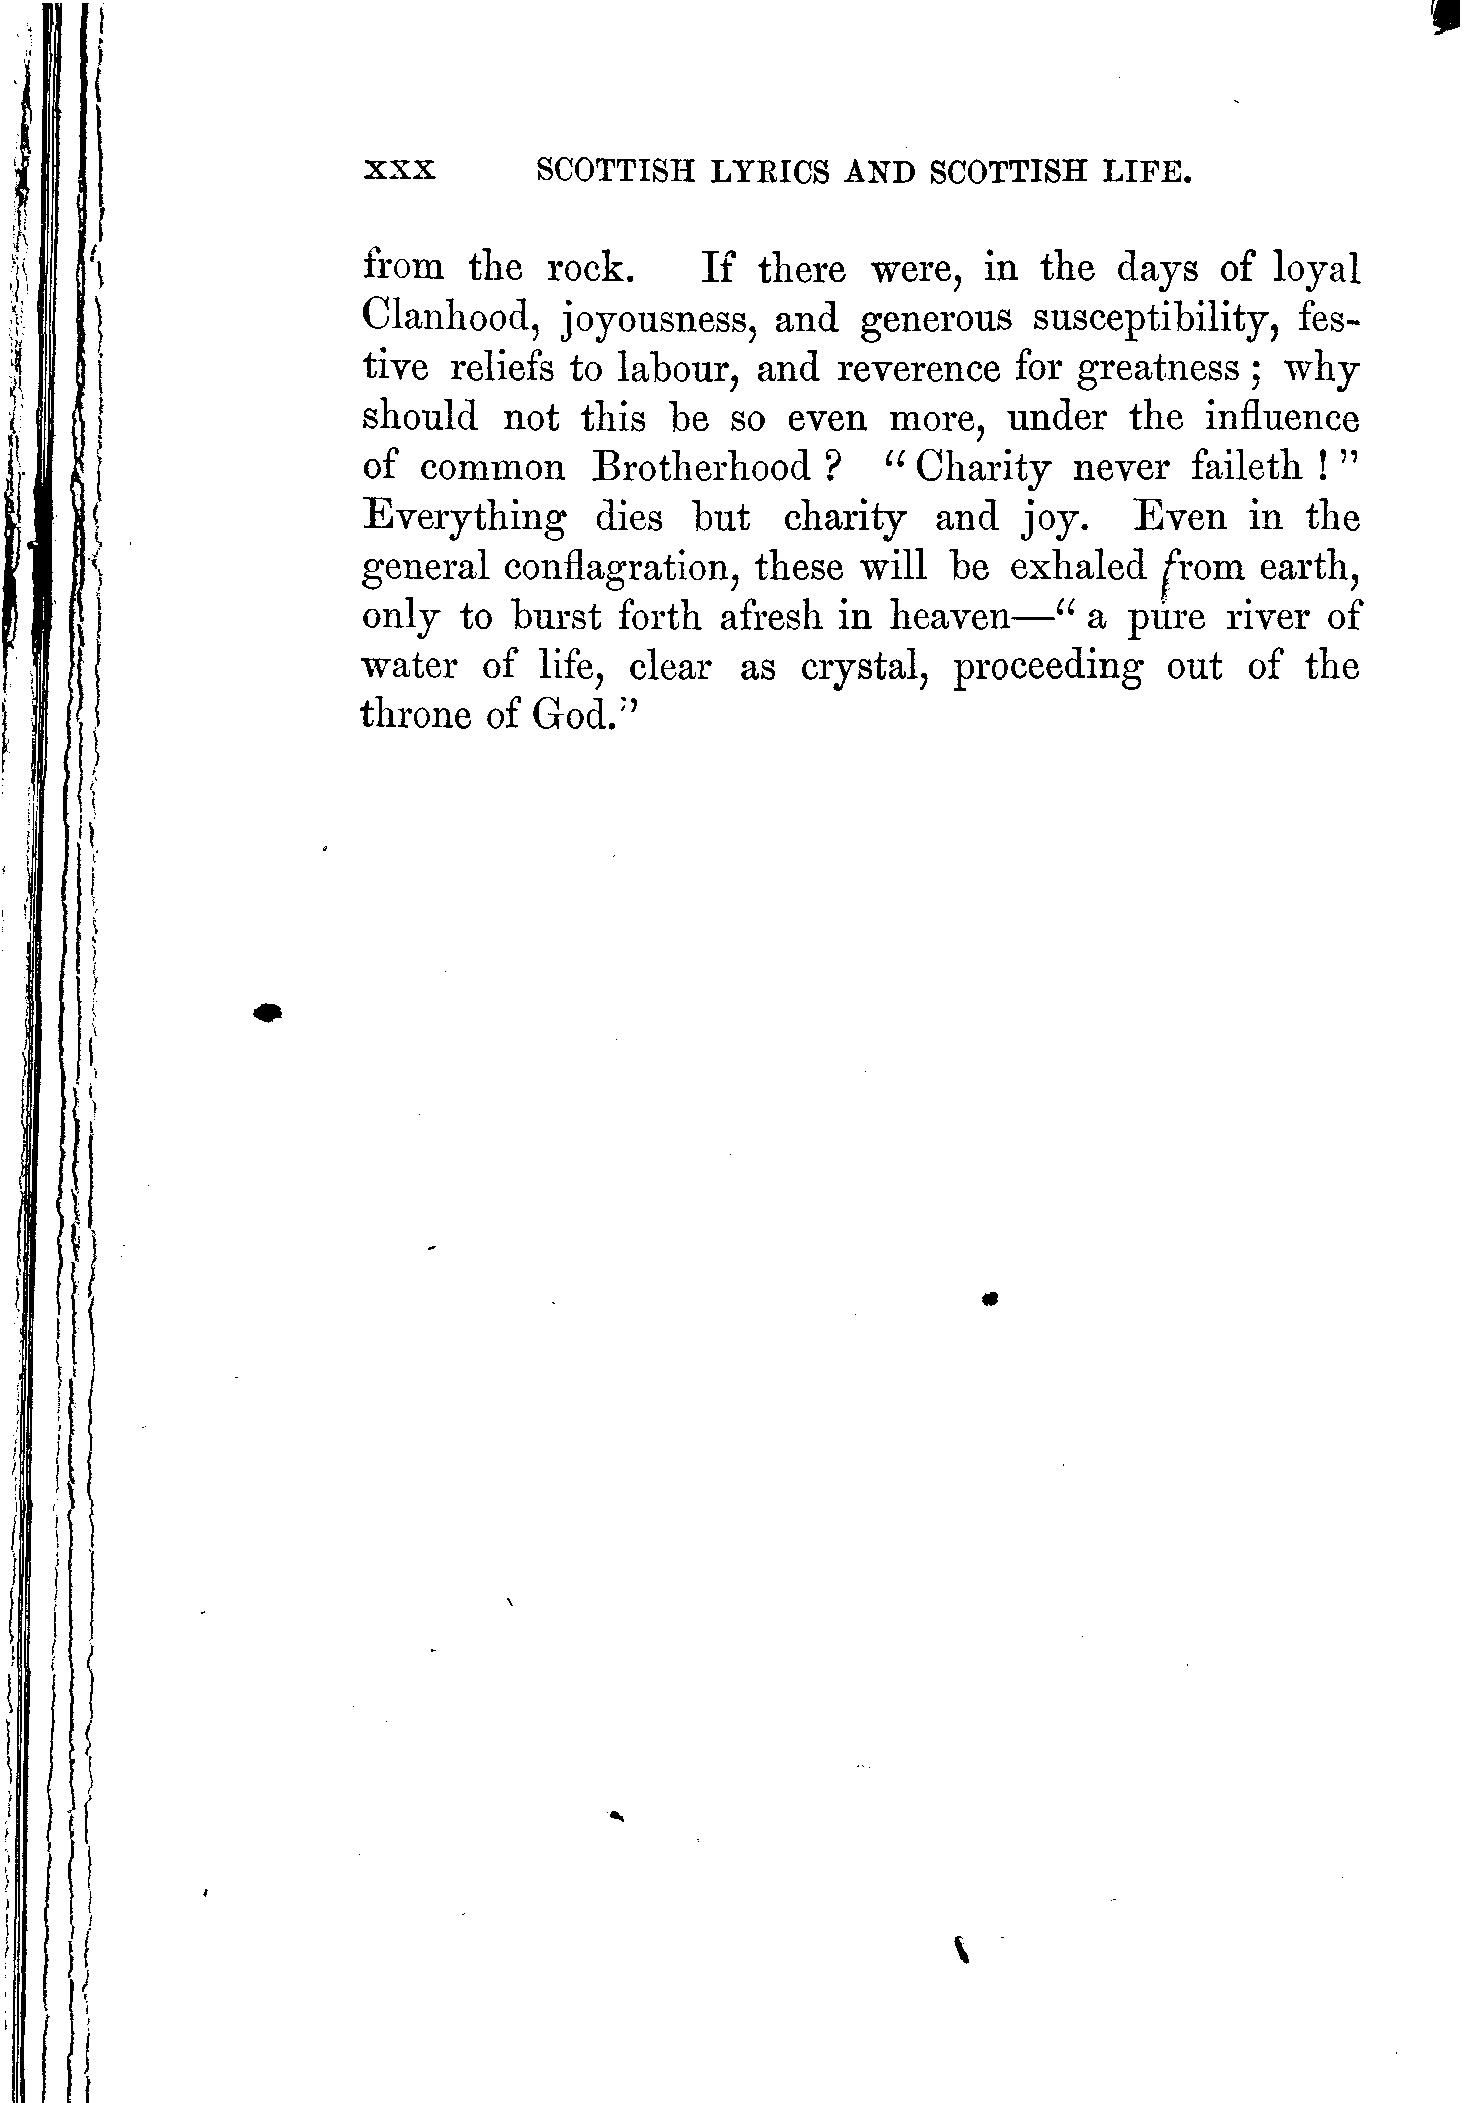 xxx SCOTTISH LYRICS AND SCOTTISH LIFE.
from the rock. If there were, in the days of loyal
Clanhood, joyousness, and generous susceptibility, fes-
tive reliefs to labour, and reverence for greatness ; why
should not this be so even more, under the influence
of common Brotherhood ? “ Charity never faileth ! ”
Everything dies but charity and joy. Even in the
general conflagration, these will be exhaled from earth,
only to burst forth afresh in heaven—“ a pure river of
water of life, clear as crystal, proceeding out of the
throne of God.”